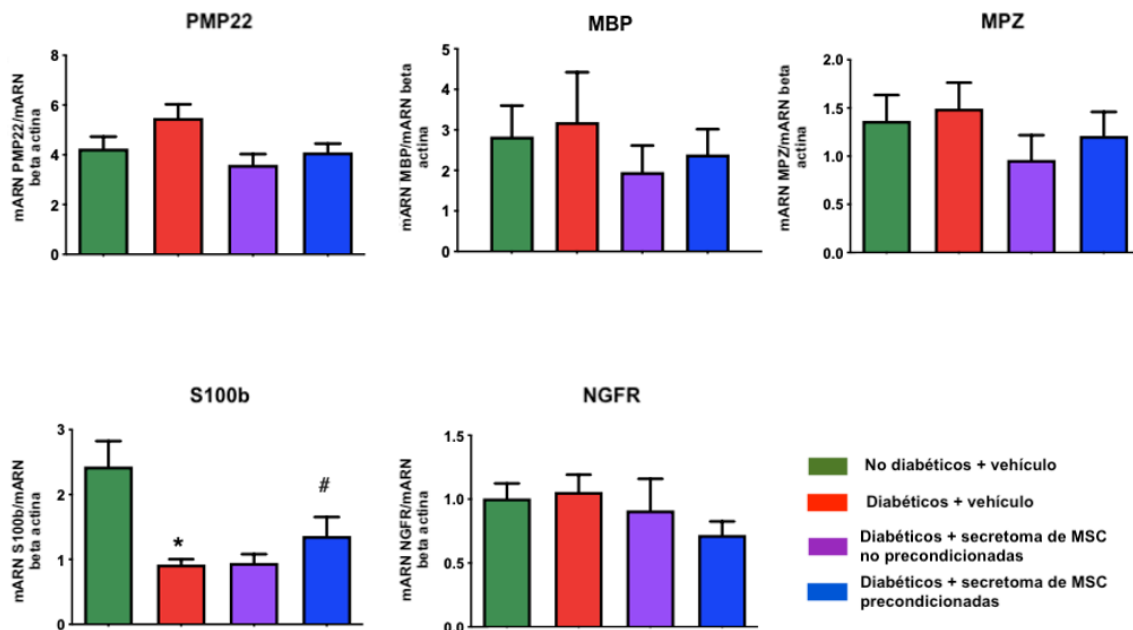 PMP22
mARN PMP22/mARN
beta actina
8
6
4
2
0
MBP
mARN MBP/mARN beta
actina
5
4
3
2
1
0
MPZ
mARN MPZ/mARN beta
actina
2.0
1.5
1.0
0.5
0.0
S100b
mARN S100b/mARN
beta actina
3
2
1
0
*
#
NGFR
mARN NGFR/mARN
beta actina
1.5
1.0
0.5
0.0
No diabéticos + vehículo
Diabéticos + vehículo
Diabéticos + secretoma de MSC
no precondicionadas
Diabéticos + secretoma de MSC
precondicionadas